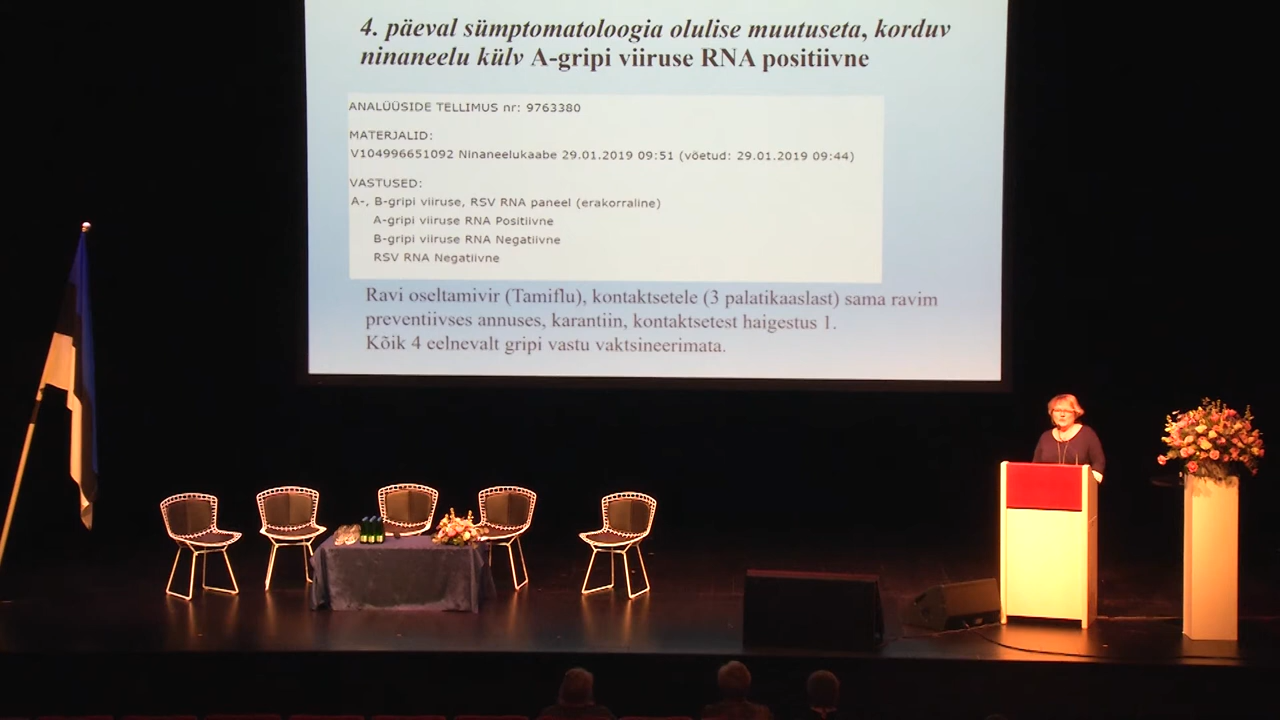 4. päeval sümptomatoloogia olulise muutuseta, korduv
ninaneelu külv A-gripi viiruse RNA positiivne
ANALÜÜSIDE TELLIMUS nr: 9763380
MATERJALID:
V104996651092 Ninaneelukaabe 29.01.2019 09:51 (võetud: 29.01.2019 09:44)
VASTUSED:
A-, B-gripi viiruse, RSV RNA paneel (erakorraline)
A-gripi viiruse RNA Positiivne
B-gripi viiruse RNA Negatiivne
RSV RNA Negatiivne
Ravi oseltamivir (Tamiflu), kontaktsetele (3 palatikaaslast) sama ravim
preventiivses annuses, karantiin, kontaktsetest haigestus 1.
Kõik 4 eelnevalt gripi vastu vaktsineerimata.